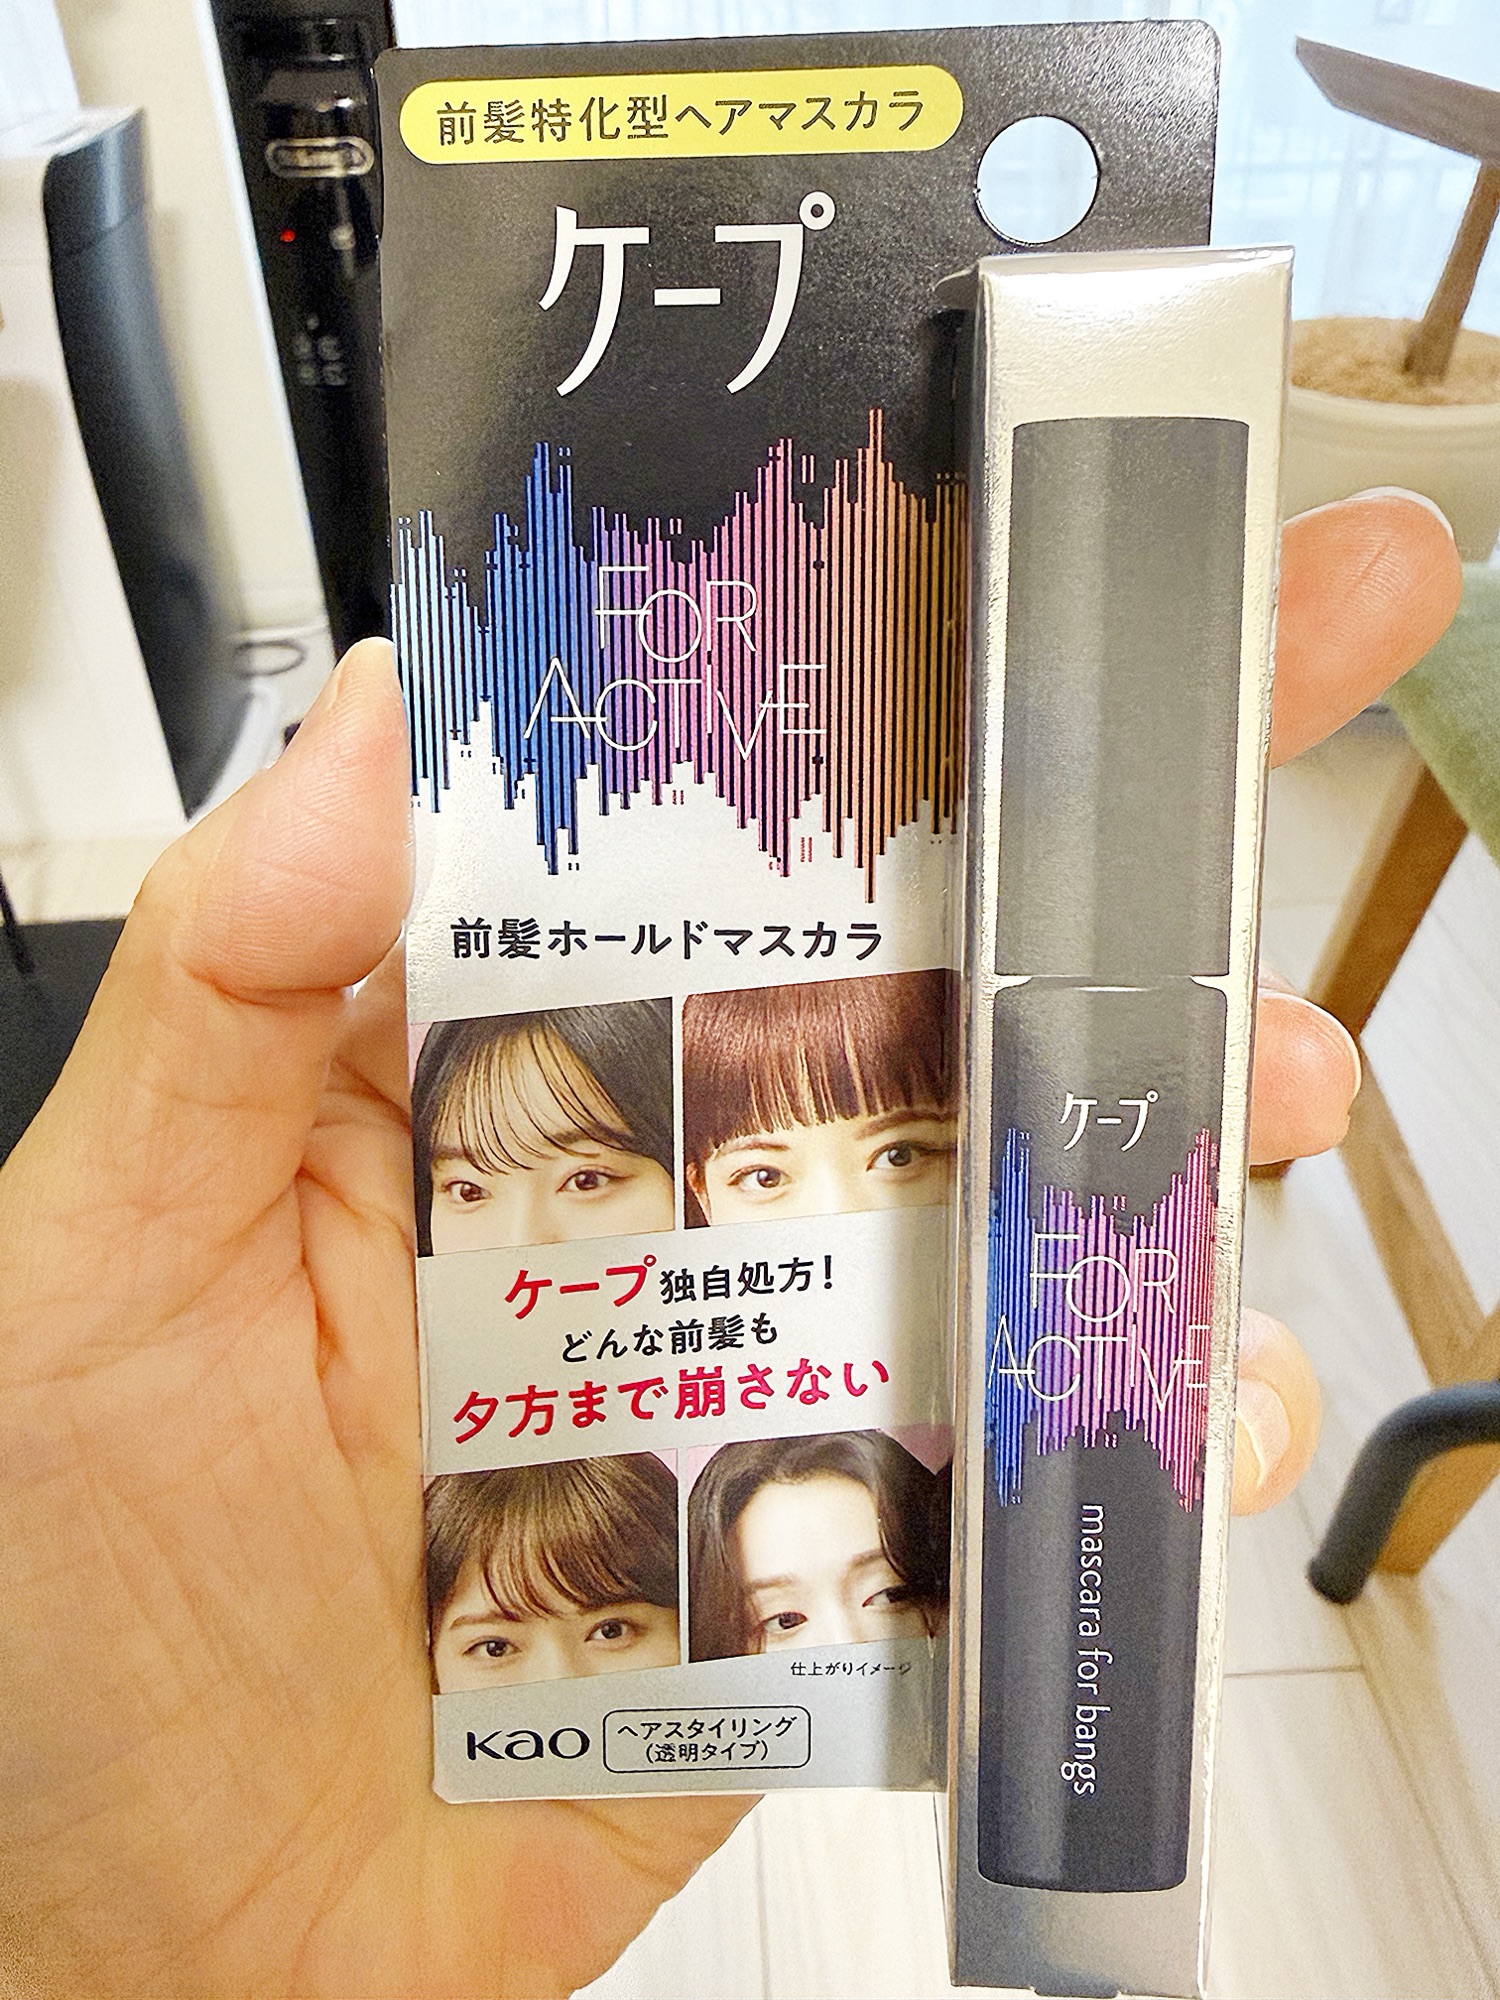 前髪特化型ヘアマスカラ
ケープ
FOR
ACTIVE
前髪ホールドマスカラ
ケープ独自処方!
どんな前髪も
夕方まで崩さない
仕上がりイメージ
Kao
ヘアスタイリング
(透明タイプ)
ケープ
FOR
ACTIVE
mascara for bangs